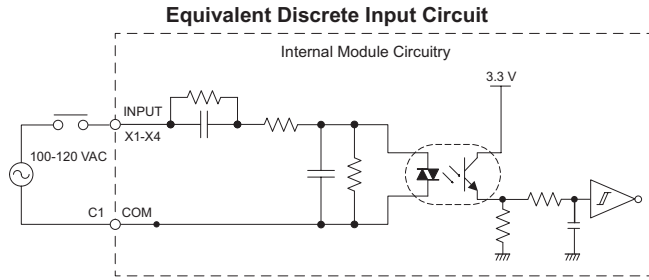 Equivalent Discrete Input Circuit
Internal Module Circuitry
3.3 V
INPUT
X1-X4
100-120 VAC
C1
COM